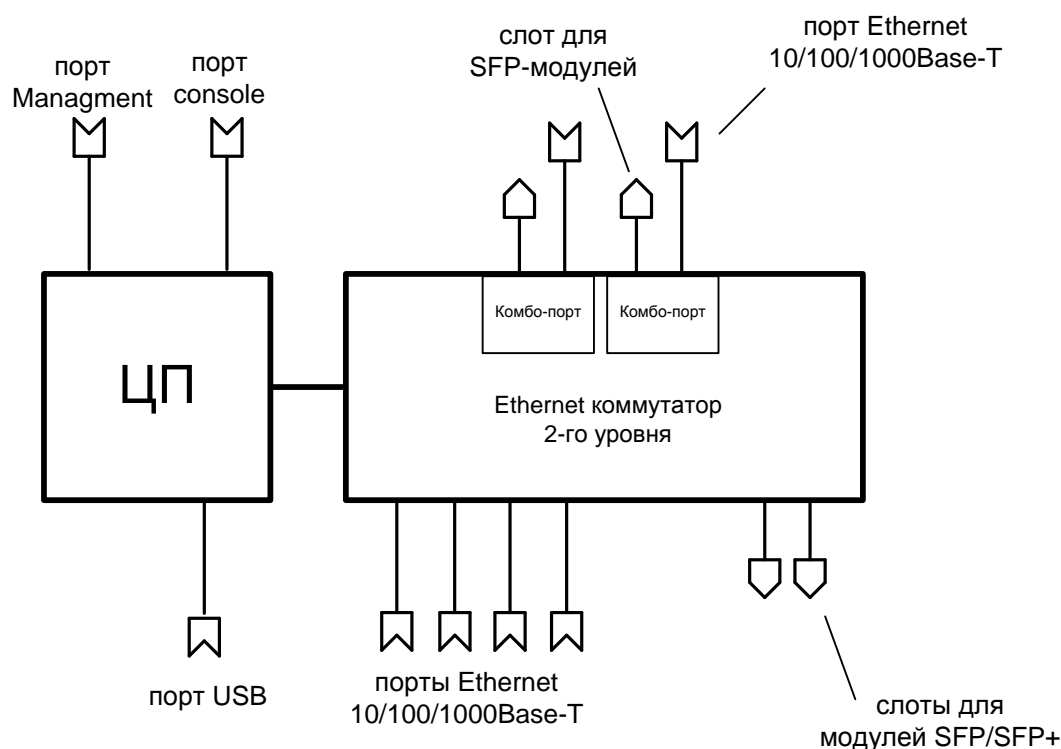 порт
Managment
порт
console
слот для
SFP-модулей
порт Ethernet
10/100/1000Base-T
Комбо-порт
Комбо-порт
ЦП
Ethernet коммутатор
2-го уровня
порт USB
порты Ethernet
10/100/1000Base-T
слоты для
модулей SFP/SFP+